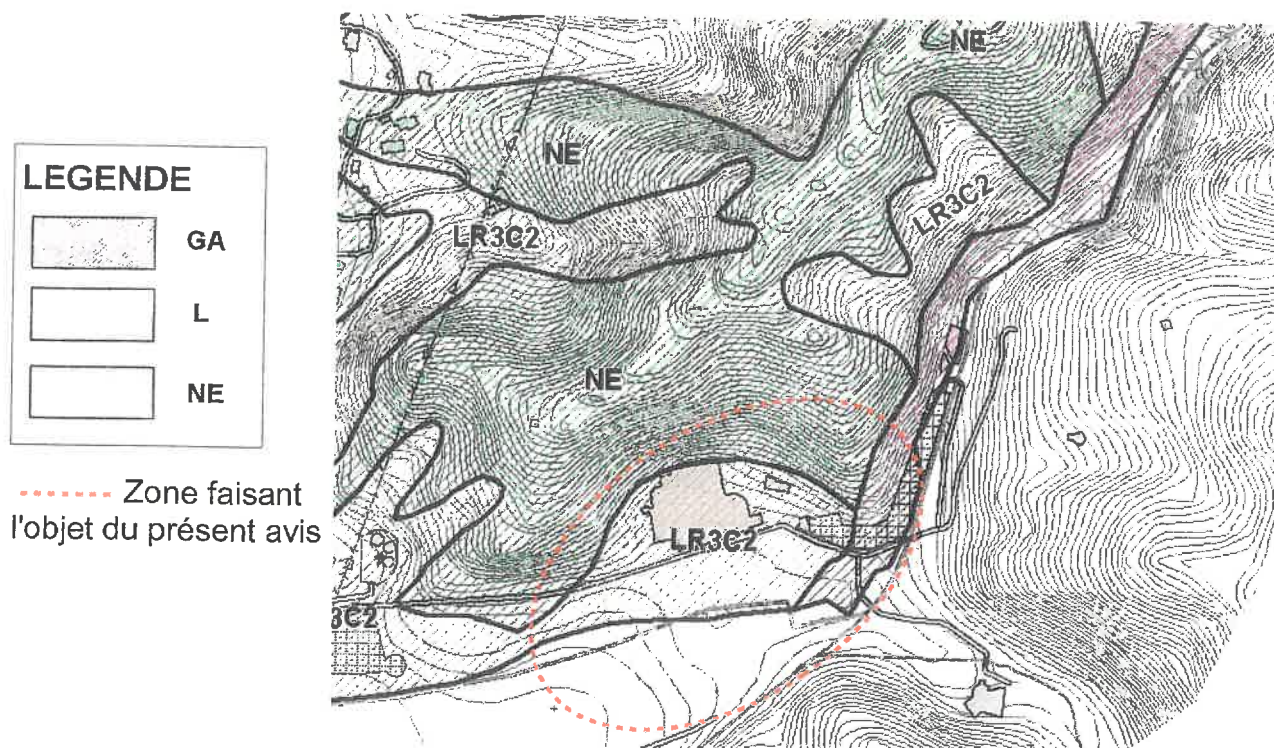 LEGENDE
GA
L
NE
Zone faisant
l'objet du présent avis
NE
NE
LR3C2
LR3C2
NE
LR3C2
3C2